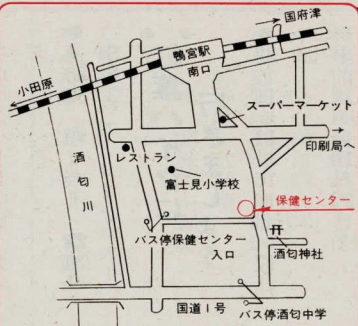 国府津
鴨宮駅
南口
小田原
スーパーマーケット
印刷局へ
レストラン
酒匂川
富士見小学校
保健センター
バス停保健センター
入口
酒匂神社
国道1号
バス停酒匂中学